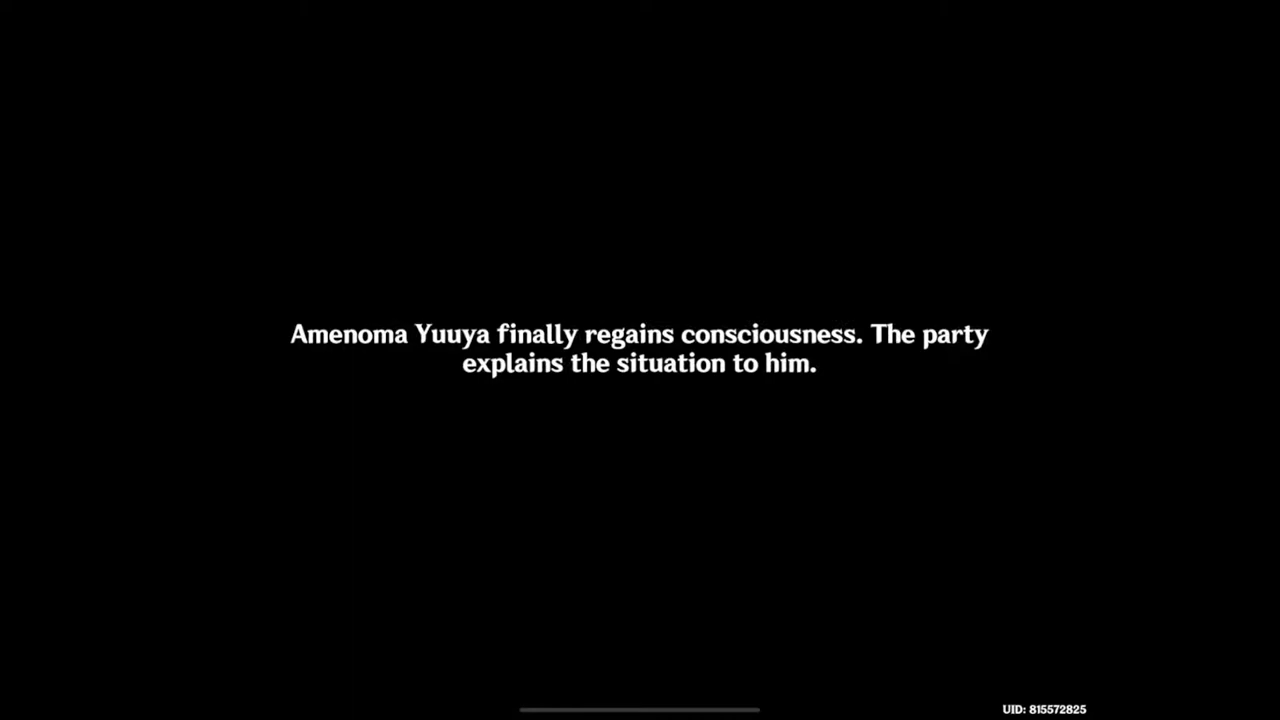 Amenoma Yuuya finally regains consciousness. The party
explains the situation to him.
UID: 815572825